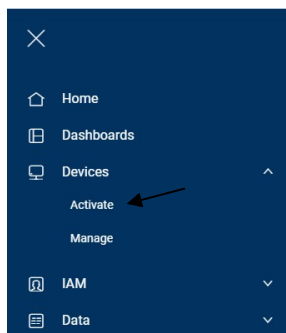 Home
Dashboards
Devices
Activate
Manage
IAM
Data